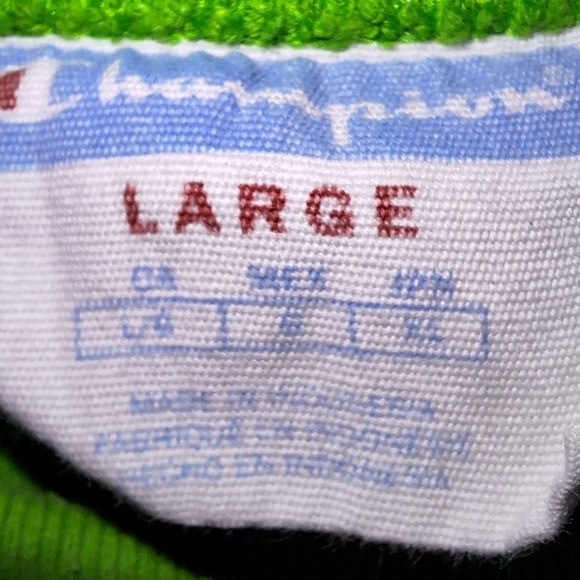 Champion
LARGE
CA MEX JPN
L/G G XL
MADE IN INDONESIA
FABRIQUÉ EN INDONÉSIE
HECHO EN INDONESIA